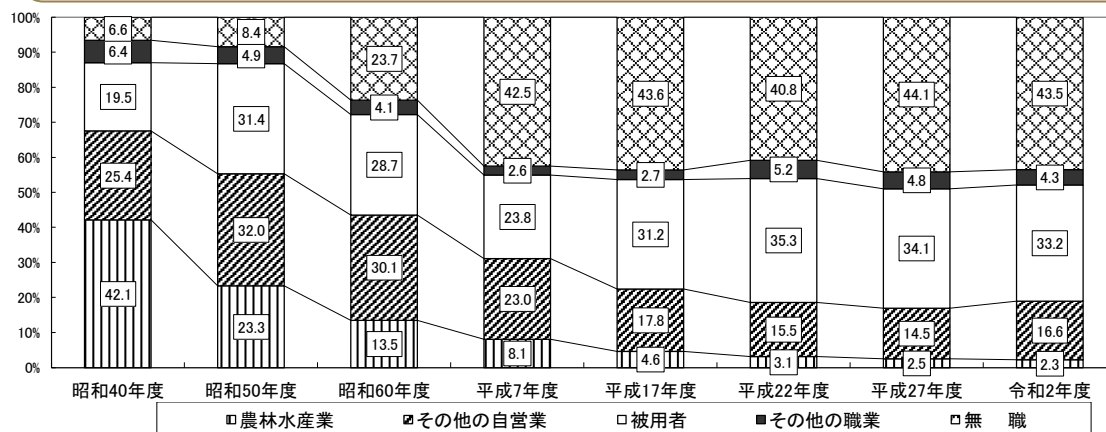 100%
90%
80%
70%
60%
50%
40%
30%
20%
10%
0%
6.6 8.4 23.7 42.5 43.6 40.8 44.1 43.5
6.4 4.9 4.1 2.6 2.7 5.2 4.8 4.3
19.5 31.4 28.7 23.8 31.2 35.3 34.1 33.2
25.4 32.0 30.1 23.0 17.8 15.5 14.5 16.6
42.1 23.3 13.5 8.1 4.6 3.1 2.5 2.3
昭和40年度 昭和50年度 昭和60年度 平成7年度 平成17年度 平成22年度 平成27年度 令和2年度
農林水産業 その他の自営業 被用者 その他の職業 無 職